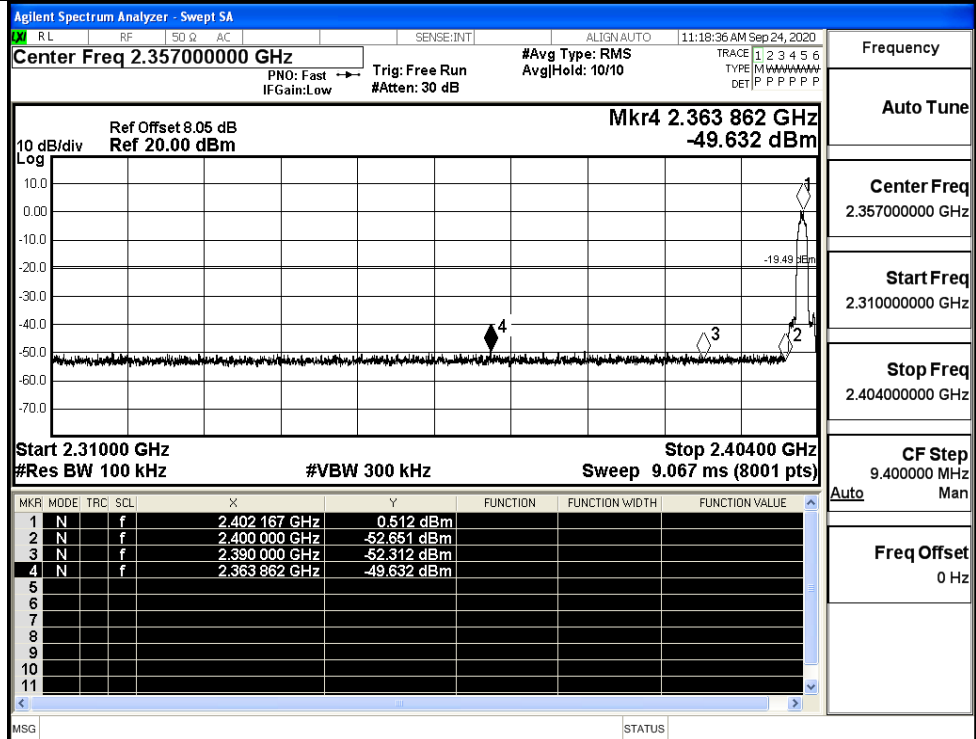 Agilent Spectrum Analyzer - Swept SA
LXI RL RF 50 Ω AC SENSE:INT ALIGN AUTO 11:18:36 AM Sep 24, 2020
Center Freq 2.357000000 GHz #Avg Type: RMS TRACE 1 2 3 4 5 6
PNO: Fast Trig: Free Run Avg|Hold: 10/10 TYPE M WWWWW
IFGain:Low #Atten: 30 dB DET P P P P P P
Ref Offset 8.05 dB Mkr4 2.363 862 GHz
10 dB/div Ref 20.00 dBm -49.632 dBm
Log
10.0
1
0.00
-10.0
-19.49 dBm
-20.0
-30.0
-40.0
4
3
2
-50.0
-60.0
-70.0
Start 2.31000 GHz Stop 2.40400 GHz
#Res BW 100 kHz #VBW 300 kHz Sweep 9.067 ms (8001 pts)
MKR MODE TRC SCL X Y FUNCTION FUNCTION WIDTH FUNCTION VALUE
1 N f 2.402 167 GHz 0.512 dBm
2 N f 2.400 000 GHz -52.651 dBm
3 N f 2.390 000 GHz -52.312 dBm
4 N f 2.363 862 GHz -49.632 dBm
5
6
7
8
9
10
11
MSG STATUS
Frequency
Auto Tune
Center Freq
2.357000000 GHz
Start Freq
2.310000000 GHz
Stop Freq
2.404000000 GHz
CF Step
9.400000 MHz
Auto Man
Freq Offset
0 Hz